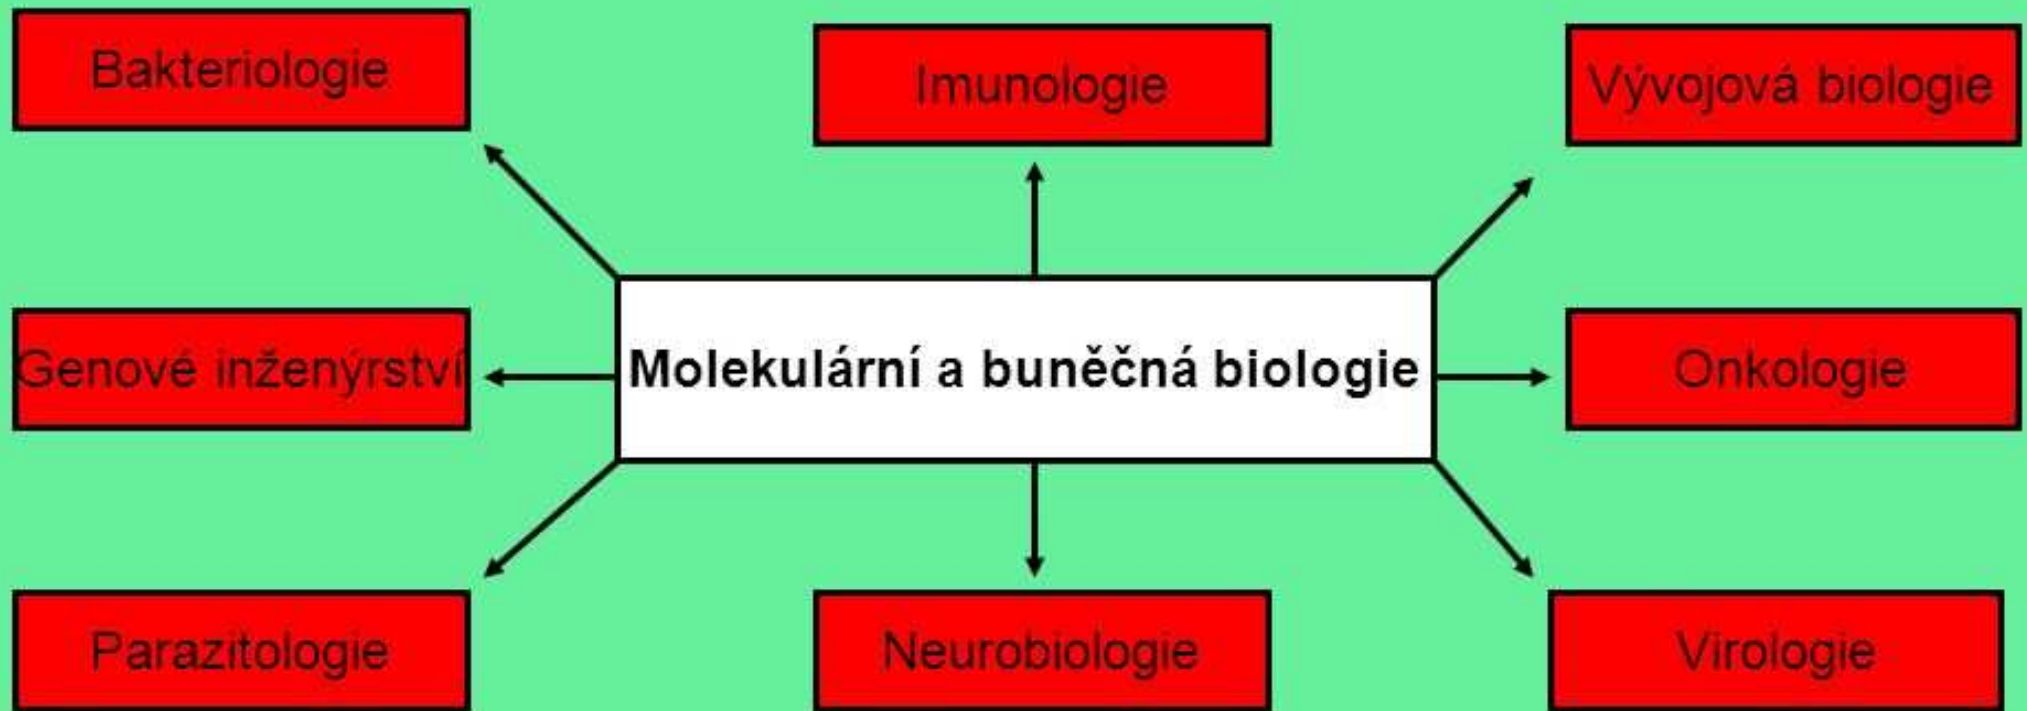 Bakteriologie
Imunologie
Vývojová biologie
Genové inženýrství
Molekulární a buněčná biologie
Onkologie
Parazitologie
Neurobiologie
Virologie